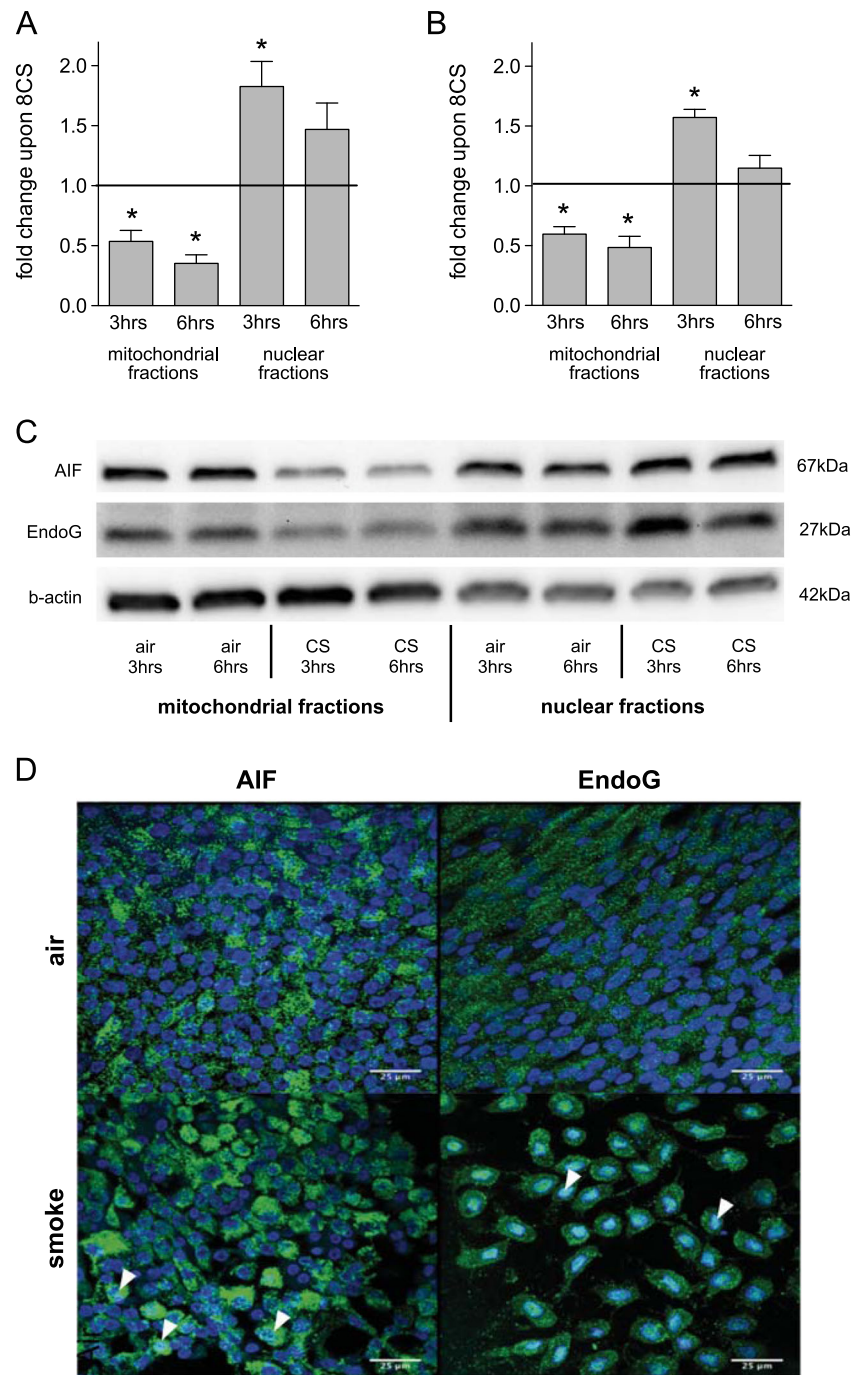 A
fold change upon 8CS
2.0
1.5
1.0
0.5
0.0
*
*
*
3hrs 6hrs 3hrs 6hrs
mitochondrial fractions
nuclear fractions
B
fold change upon 8CS
2.0
1.5
1.0
0.5
0.0
*
*
*
3hrs 6hrs 3hrs 6hrs
mitochondrial fractions
nuclear fractions
C
AIF 67kDa
EndoG 27kDa
b-actin 42kDa
air air CS CS air air CS CS
3hrs 6hrs 3hrs 6hrs 3hrs 6hrs 3hrs 6hrs
mitochondrial fractions nuclear fractions
D
AIF EndoG
air
25 µm 25 µm
smoke
25 µm 25 µm